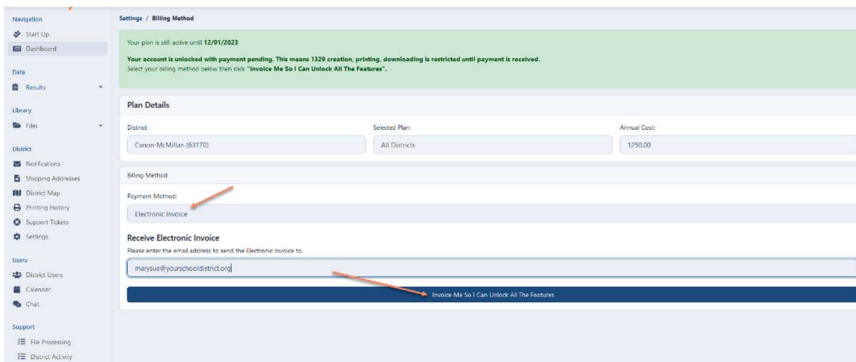 Navigation
Start Up
Dashboard
Data
Results
Library
Files
District
Notifications
Shipping Addresses
District Map
Printing History
Support Tickets
Settings
Users
District Users
Calendar
Chat
Support
File Processing
District Activity
Settings / Billing Method
Your plan is still active until 12/01/2023
Your account is unlocked with payment pending. This means 1329 creation, printing, downloading is restricted until payment is received.
Select your billing method below then click "Invoice Me So I Can Unlock All The Features".
Plan Details
District: Selected Plan: Annual Cost:
Canon-McMillan (63170) All Districts 1250.00
Billing Method
Payment Method:
Electronic Invoice
Receive Electronic Invoice
Please enter the email address to send the Electronic Invoice to.
marysue@yourschooldistrict.org
Invoice Me So I Can Unlock All The Features